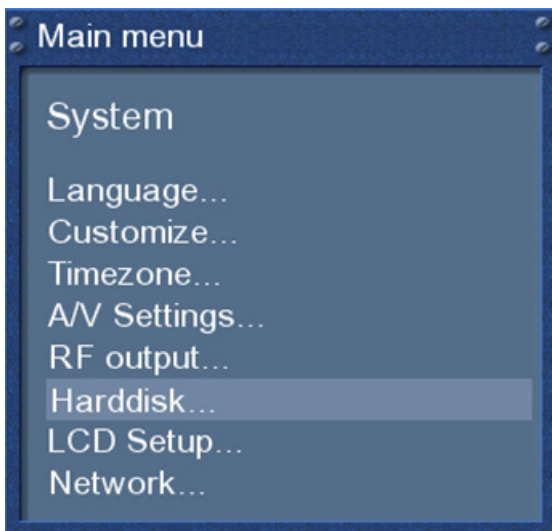 Main menu
System
Language...
Customize...
Timezone...
A/V Settings...
RF output...
Harddisk...
LCD Setup...
Network...